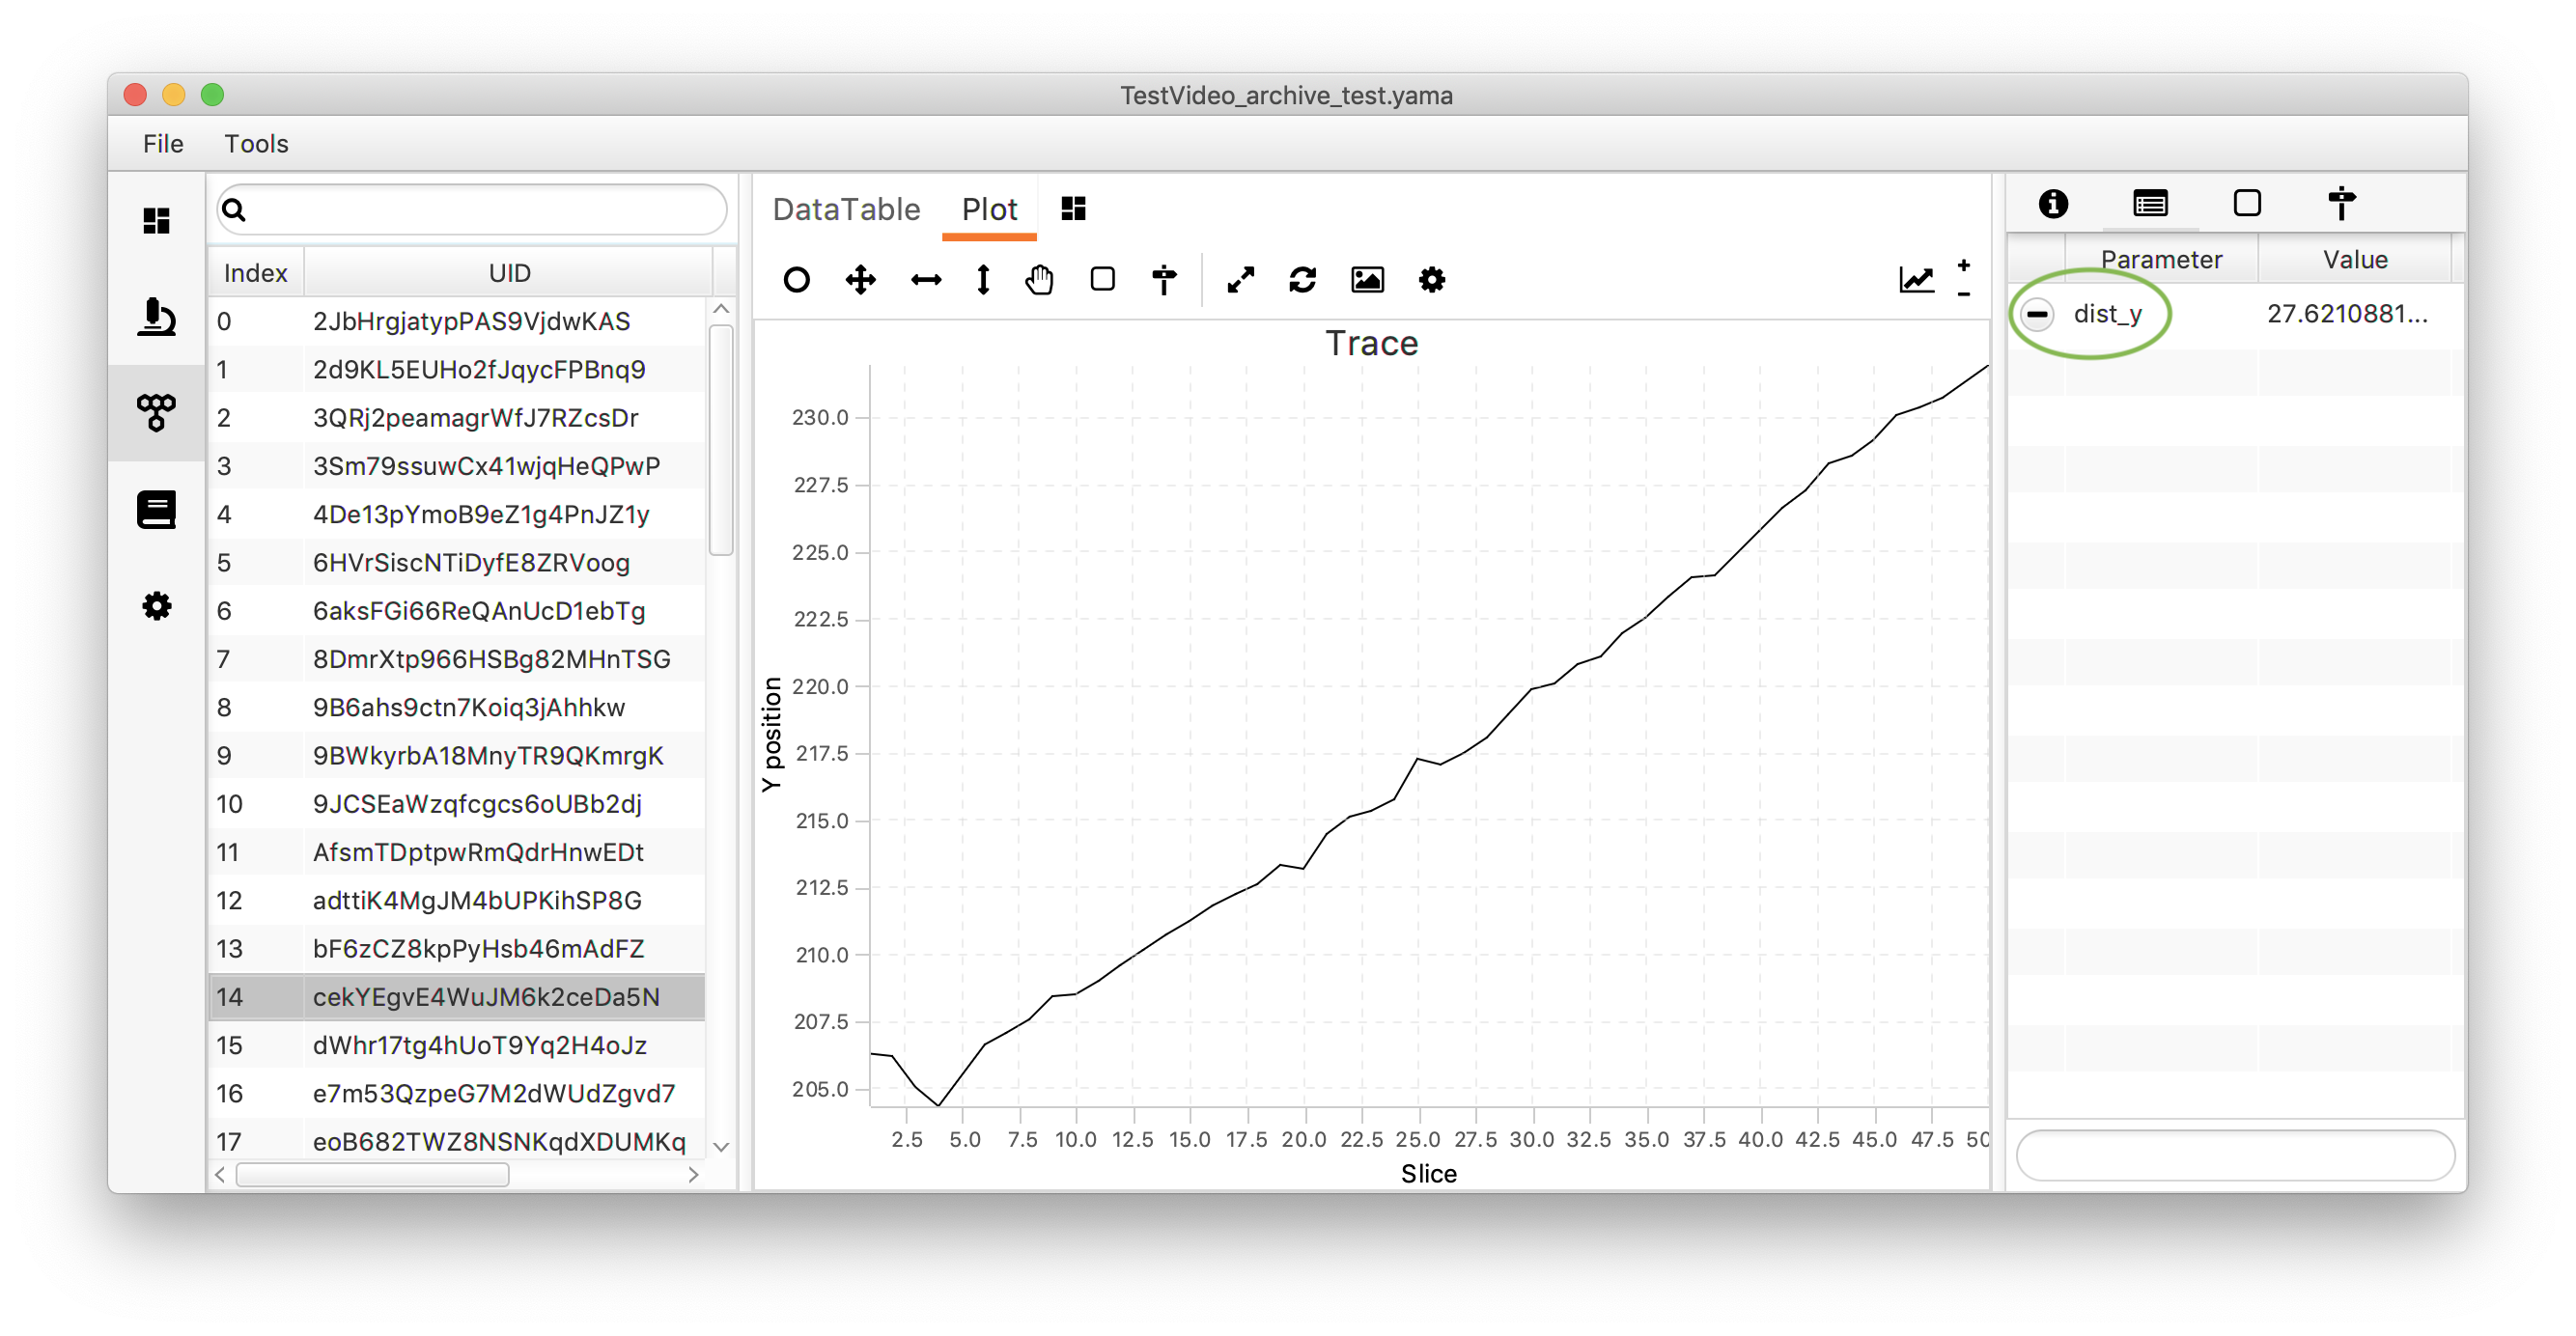 TestVideo_archive_test.yama
File Tools
Index UID
0 2JbHrgjatypPAS9VjdwKAS
1 2d9KL5EUHo2fJqycFPBnq9
2 3QRj2peamagrWfJ7RZcsDr
3 3Sm79ssuwCx41wjqHeQPwP
4 4De13pYmoB9eZ1g4PnJZ1y
5 6HVrSiscNTiDyfE8ZRVoog
6 6aksFGi66ReQAnUcD1ebTg
7 8DmrXtp966HSBg82MHnTSG
8 9B6ahs9ctn7Koiq3jAhhkw
9 9BWkyrbA18MnyTR9QKmrgK
10 9JCSEaWzqfcgcs6oUBb2dj
11 AfsmTDptpwRmQdrHnwEDt
12 adttiK4MgJM4bUPKihSP8G
13 bF6zCZ8kpPyHsb46mAdFZ
14 cekYEgvE4WuJM6k2ceDa5N
15 dWhr17tg4hUoT9Yq2H4oJz
16 e7m53QzpeG7M2dWUdZgvd7
17 eoB682TWZ8NSNKqdXDUMKq
DataTable Plot
Trace
230.0
227.5
225.0
222.5
220.0
217.5
215.0
212.5
210.0
207.5
205.0
Y position
2.5 5.0 7.5 10.0 12.5 15.0 17.5 20.0 22.5 25.0 27.5 30.0 32.5 35.0 37.5 40.0 42.5 45.0 47.5 50
Slice
Parameter Value
dist_y 27.6210881...